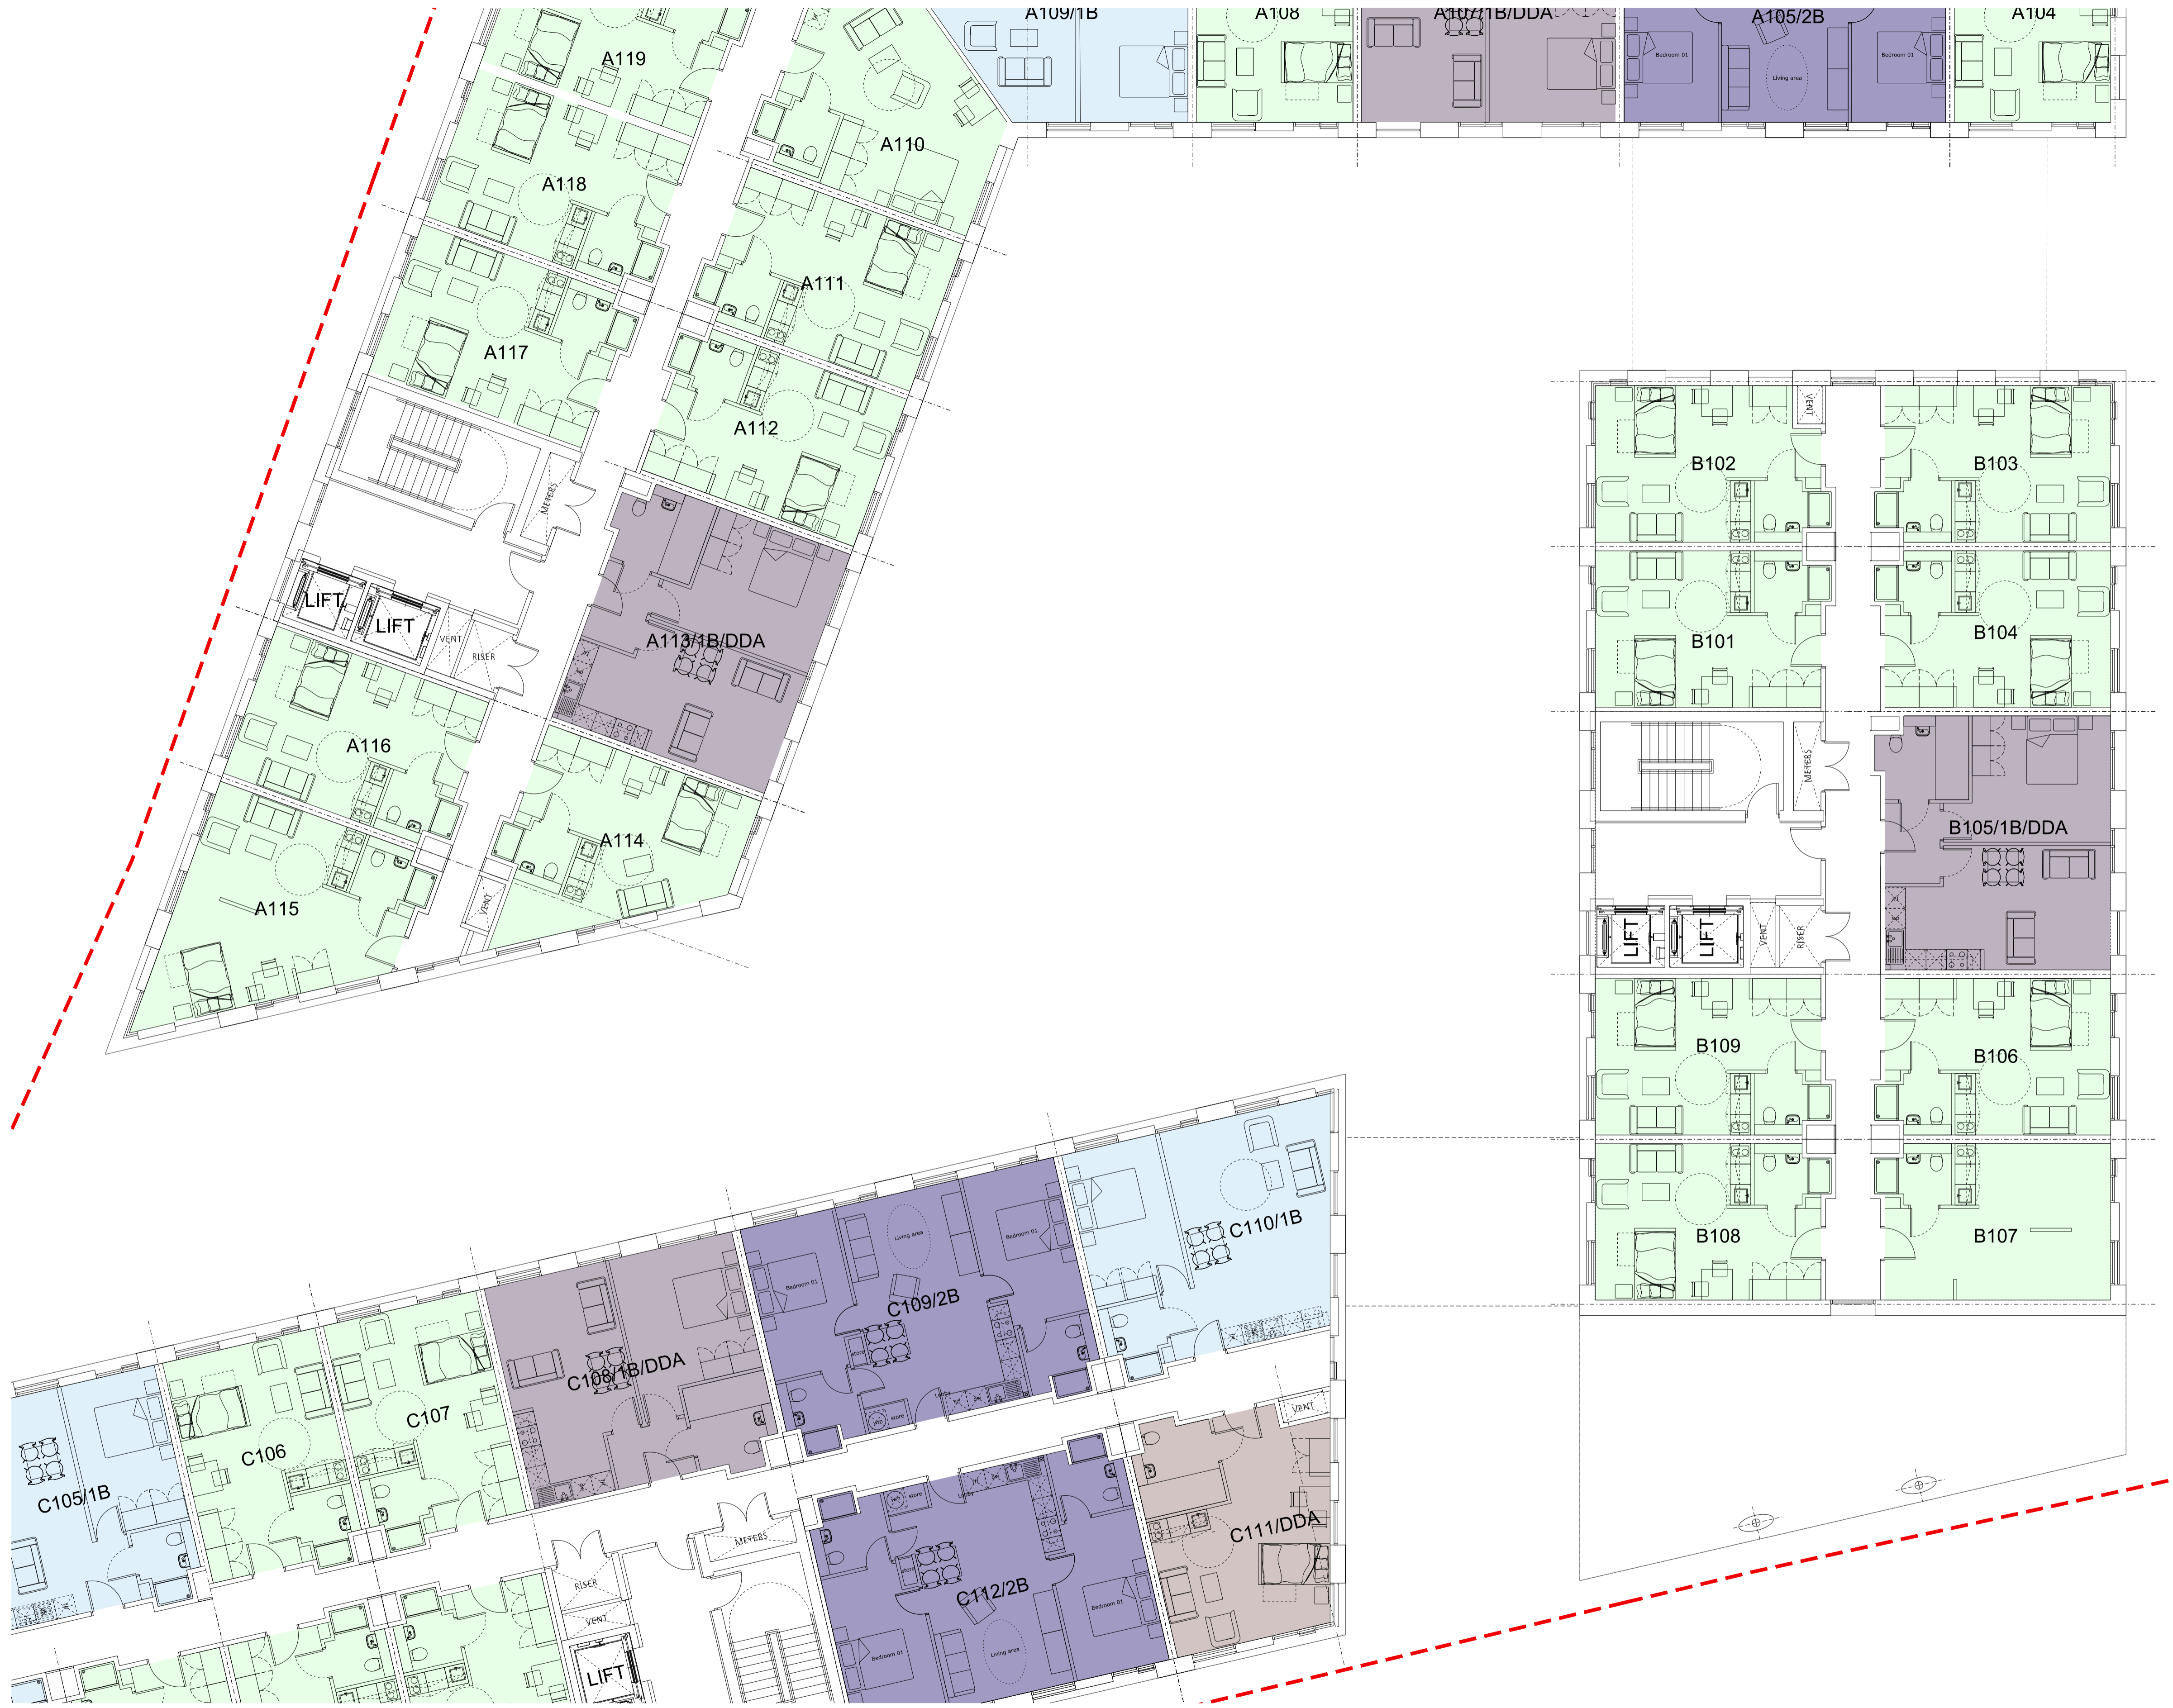 A109/1B
A108
A107/1B/DDA
A105/2B
A104
Bedroom 01
Living area
Bedroom 01
A119
A118
A110
A117
A111
A112
METERS
LIFT
LIFT
VENT
RISER
A113/1B/DDA
A116
A114
VENT
A115
VENT
B102
B103
B101
B104
METERS
B105/1B/DDA
LIFT
LIFT
VENT
RISER
B109
B106
B108
B107
C110/1B
Living area
Bedroom 01
Bedroom 01
C109/2B
store
Lobby
store
C108/1B/DDA
C107
C106
C105/1B
VENT
METERS
RISER
VENT
LIFT
store
Lobby
store
C112/2B
Bedroom 01
Living area
Bedroom 01
C111/DDA